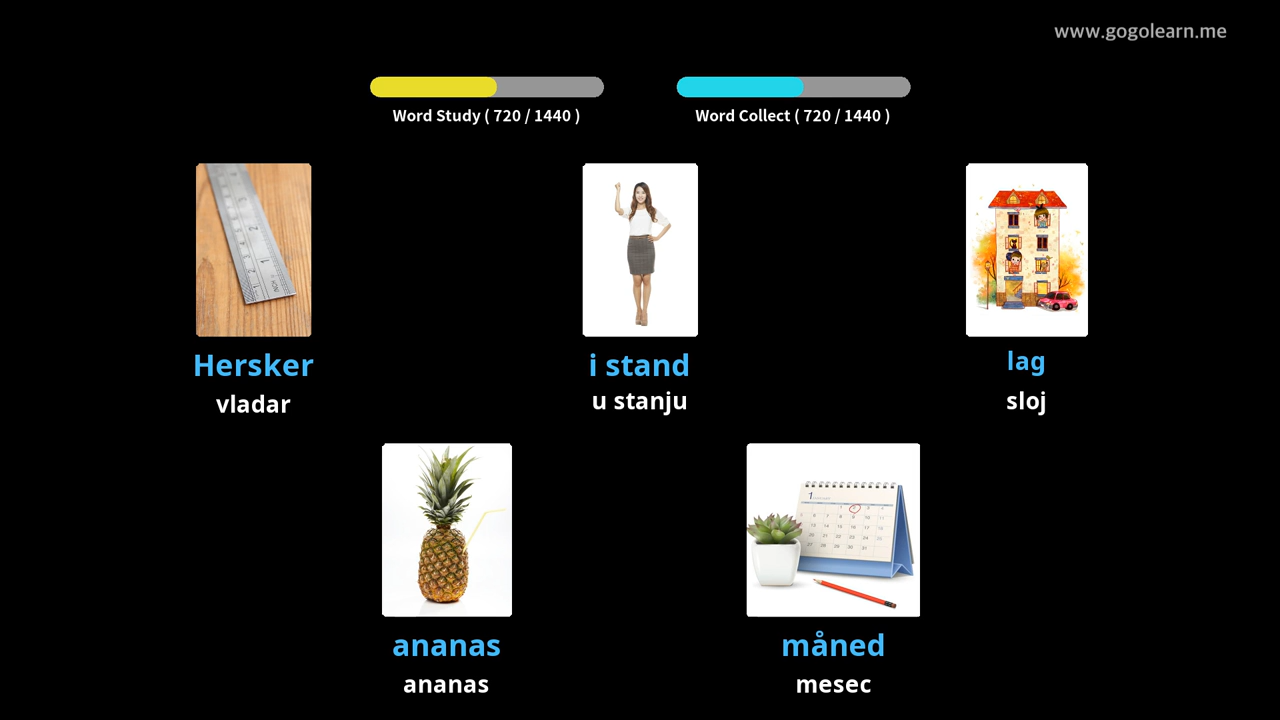 www.gogolearn.me
Word Study ( 720 / 1440 )
Word Collect ( 720 / 1440 )
Hersker
vladar
i stand
u stanju
lag
sloj
ananas
ananas
måned
mesec